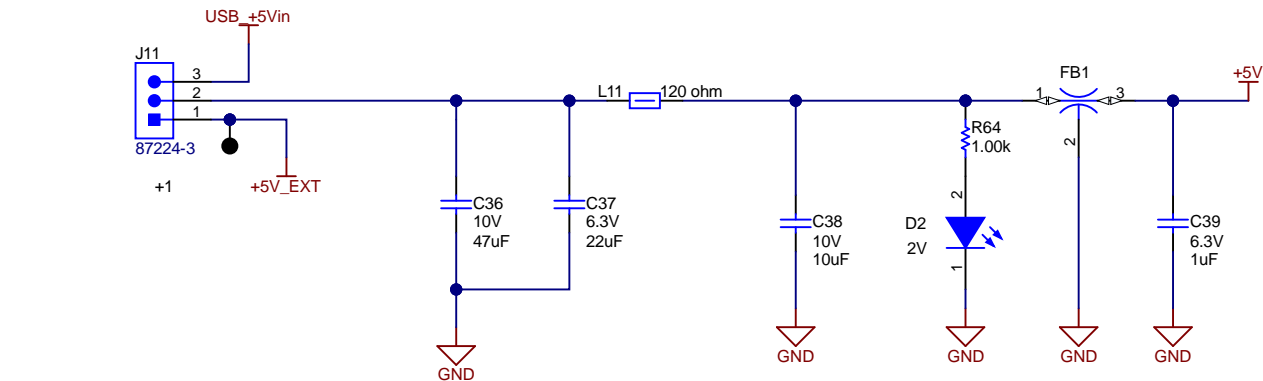 USB_+5Vin
J11
3
2
1
87224-3
+1
+5V_EXT
C36
10V
47uF
GND
C37
6.3V
22uF
L11
120 ohm
C38
10V
10uF
GND
R64
1.00k
2
D2
2V
1
GND
FB1
1
3
2
GND
+5V
C39
6.3V
1uF
GND